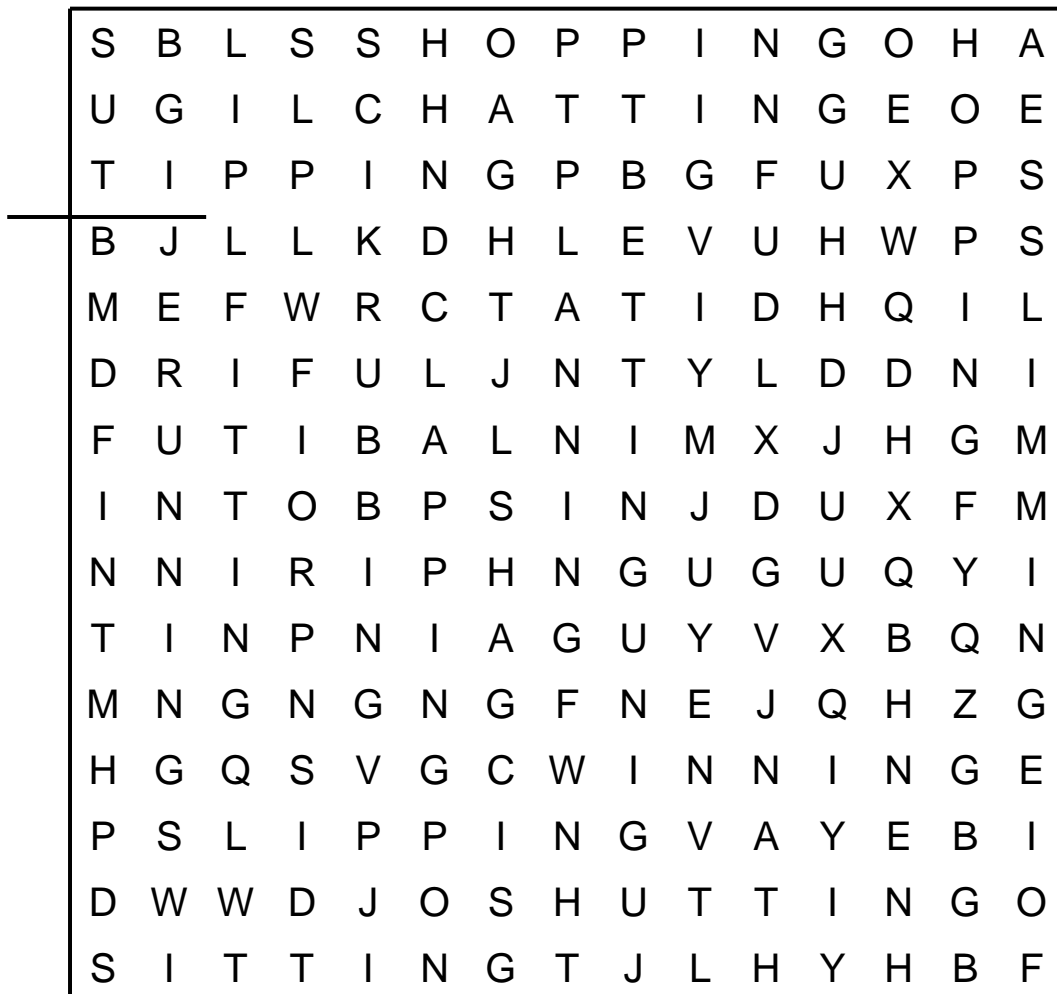 S B L S S H O P P I N G O H A
U G I L C H A T T I N G E O E
T I P P I N G P B G F U X P S
B J L L K D H L E V U H W P S
M E F W R C T A T I D H Q I L
D R I F U L J N T Y L D D N I
F U T I B A L N I M X J H G M
I N T O B P S I N J D U X F M
N N I R I P H N G U G U Q Y I
T I N P N I A G U Y V X B Q N
M N G N G N G F N E J Q H Z G
H G Q S V G C W I N N I N G E
P S L I P P I N G V A Y E B I
D W W D J O S H U T T I N G O
S I T T I N G T J L H Y H B F